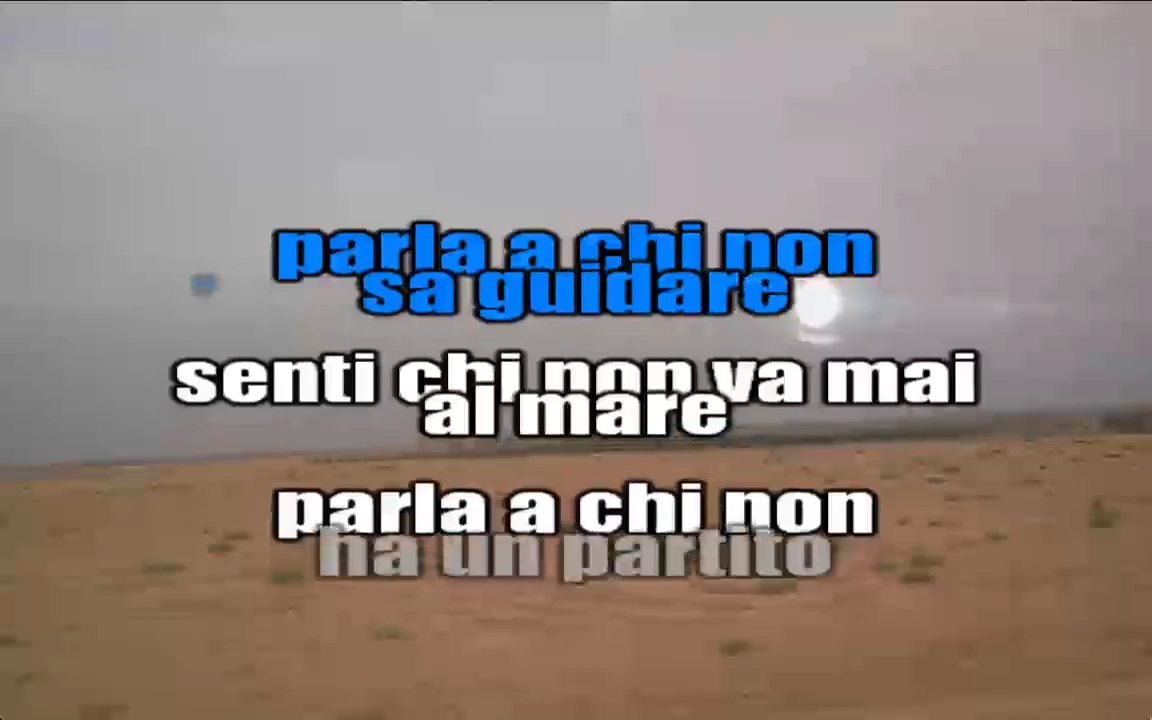 parla a chi non
sa guidare
senti chi non va mai
al mare
parla a chi non
ha un partito